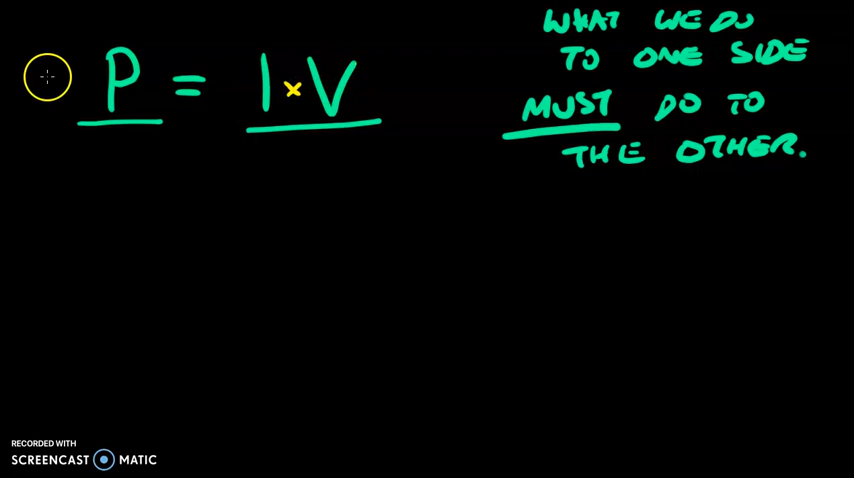 P = I × V
WHAT WE DO
TO ONE SIDE
MUST DO TO
THE OTHER.
RECORDED WITH
SCREENCAST MATIC